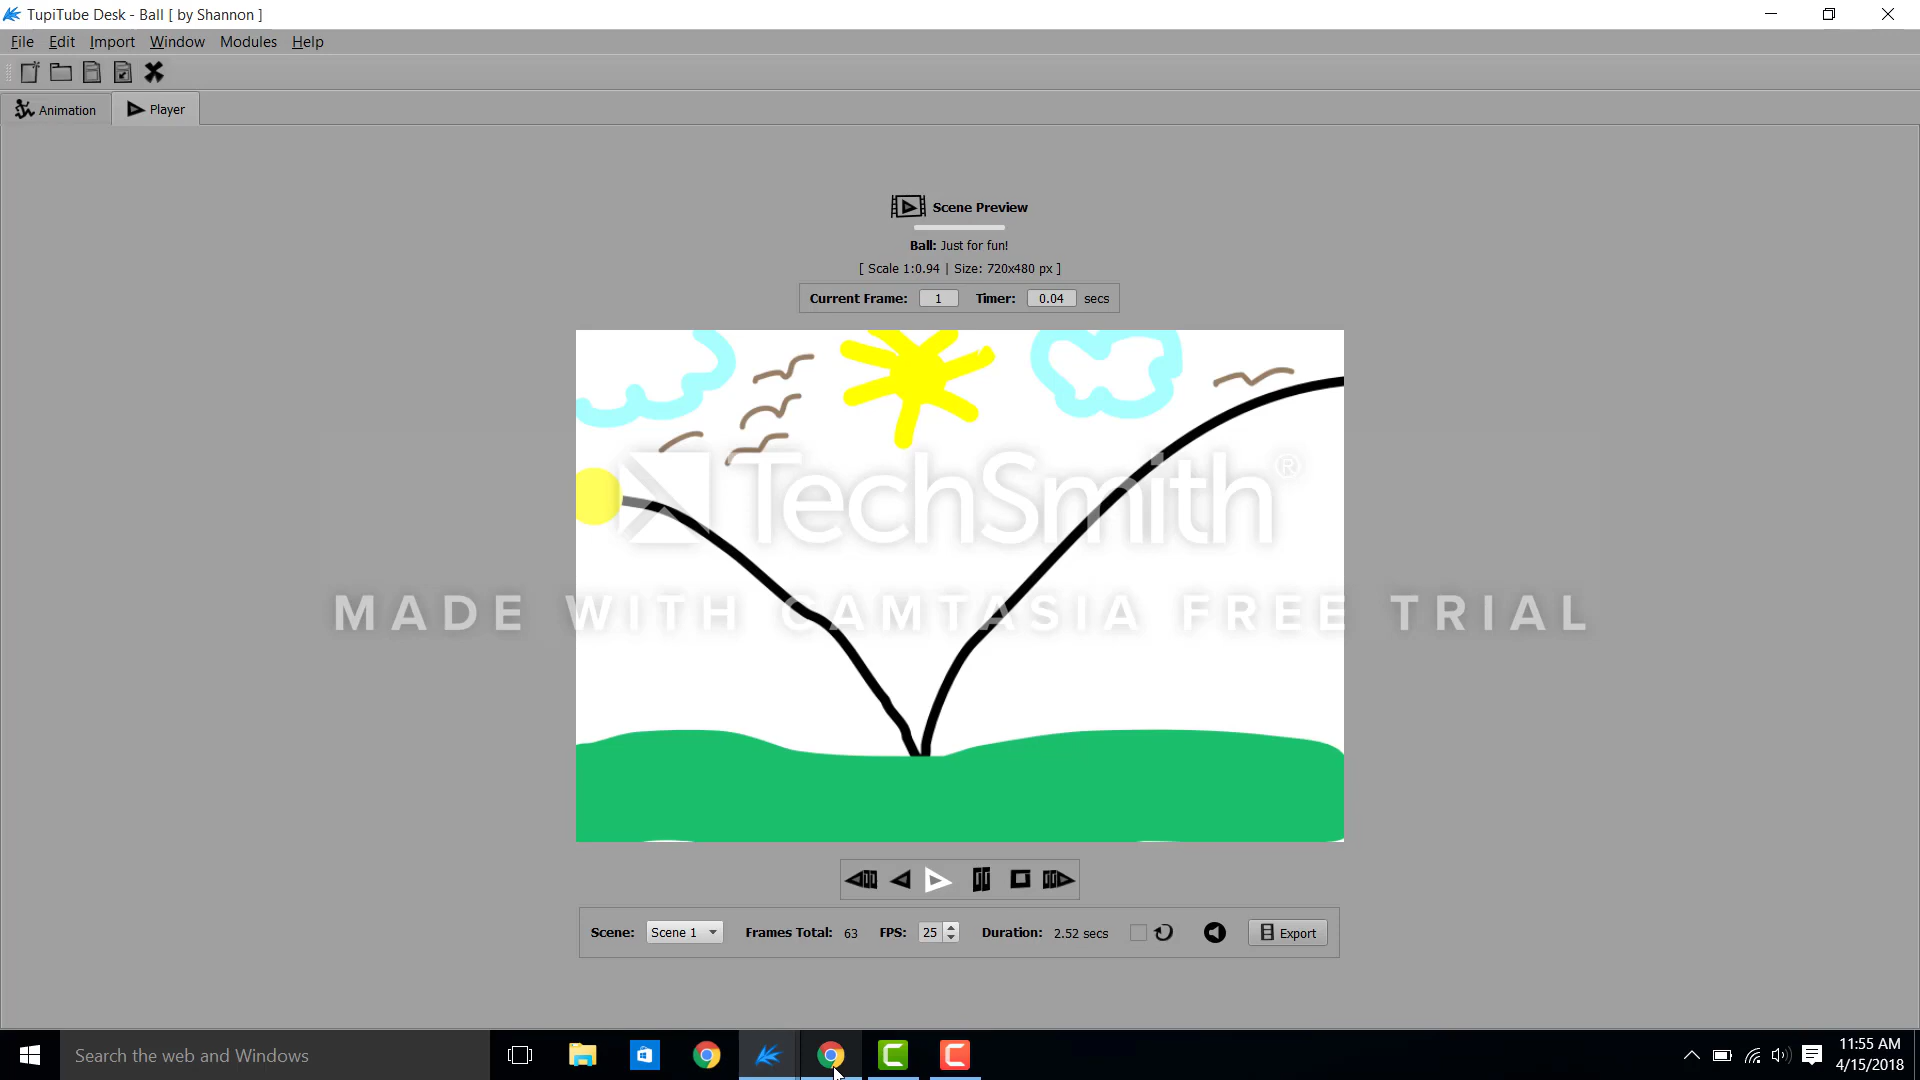 TupiTube Desk - Ball [ by Shannon ]
File Edit Import Window Modules Help
Animation Player
Scene Preview
Ball: Just for fun!
[ Scale 1:0.94 | Size: 720x480 px ]
Current Frame: 1 Timer: 0.04 secs
TechSmith®
MADE WITH CAMTASIA FREE TRIAL
Scene: Scene 1 Frames Total: 63 FPS: 25 Duration: 2.52 secs Export
Search the web and Windows
11:55 AM
4/15/2018